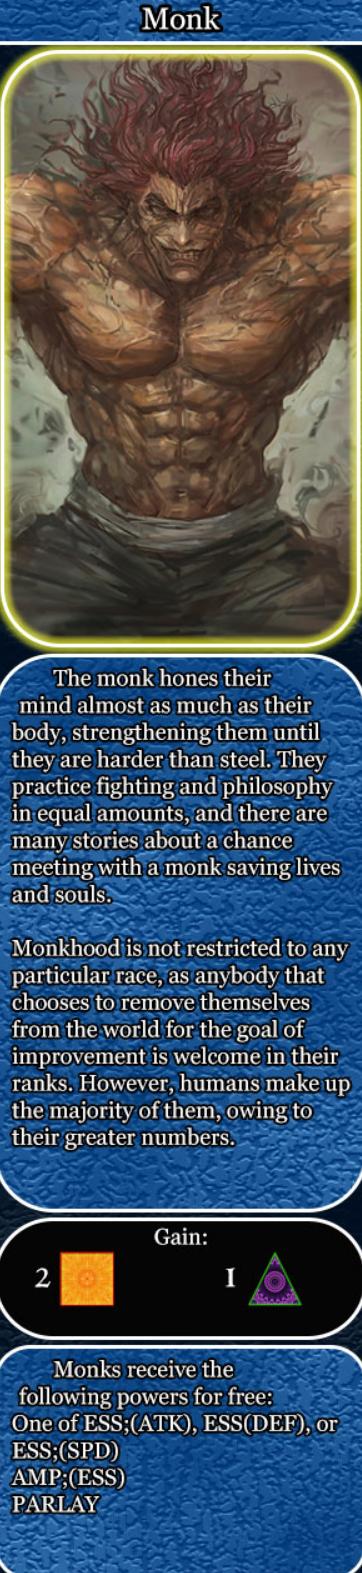 Monk
The monk hones their
mind almost as much as their
body, strengthening them until
they are harder than steel. They
practice fighting and philosophy
in equal amounts, and there are
many stories about a chance
meeting with a monk saving lives
and souls.
Monkhood is not restricted to any
particular race, as anybody that
chooses to remove themselves
from the world for the goal of
improvement is welcome in their
ranks. However, humans make up
the majority of them, owing to
their greater numbers.
Gain:
2 1
Monks receive the
following powers for free:
One of ESS;(ATK), ESS(DEF), or
ESS;(SPD)
AMP;(ESS)
PARLAY